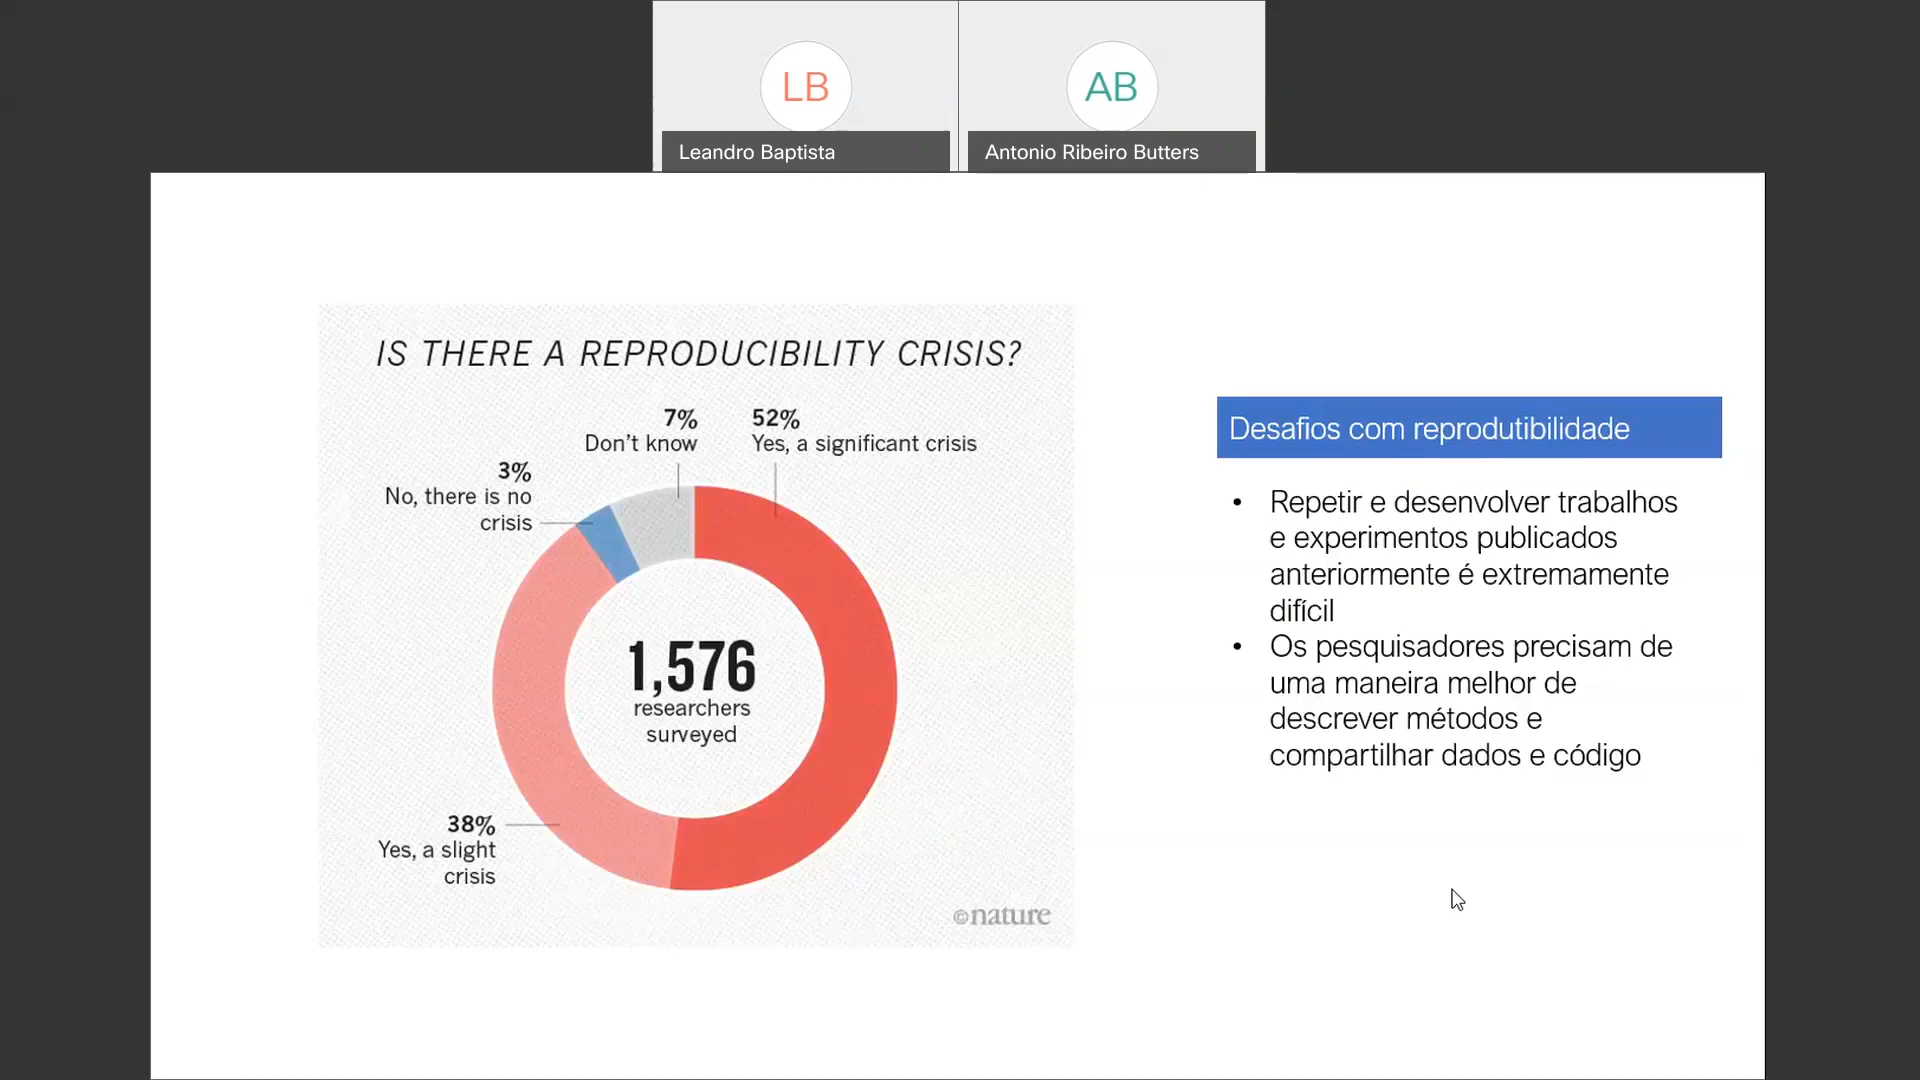 LB
AB
Leandro Baptista
Antonio Ribeiro Butters
IS THERE A REPRODUCIBILITY CRISIS?
7%
Don't know
52%
Yes, a significant crisis
3%
No, there is no
crisis
1,576
researchers
surveyed
38%
Yes, a slight
crisis
©nature
Desafios com reprodutibilidade
• Repetir e desenvolver trabalhos
e experimentos publicados
anteriormente é extremamente
difícil
• Os pesquisadores precisam de
uma maneira melhor de
descrever métodos e
compartilhar dados e código